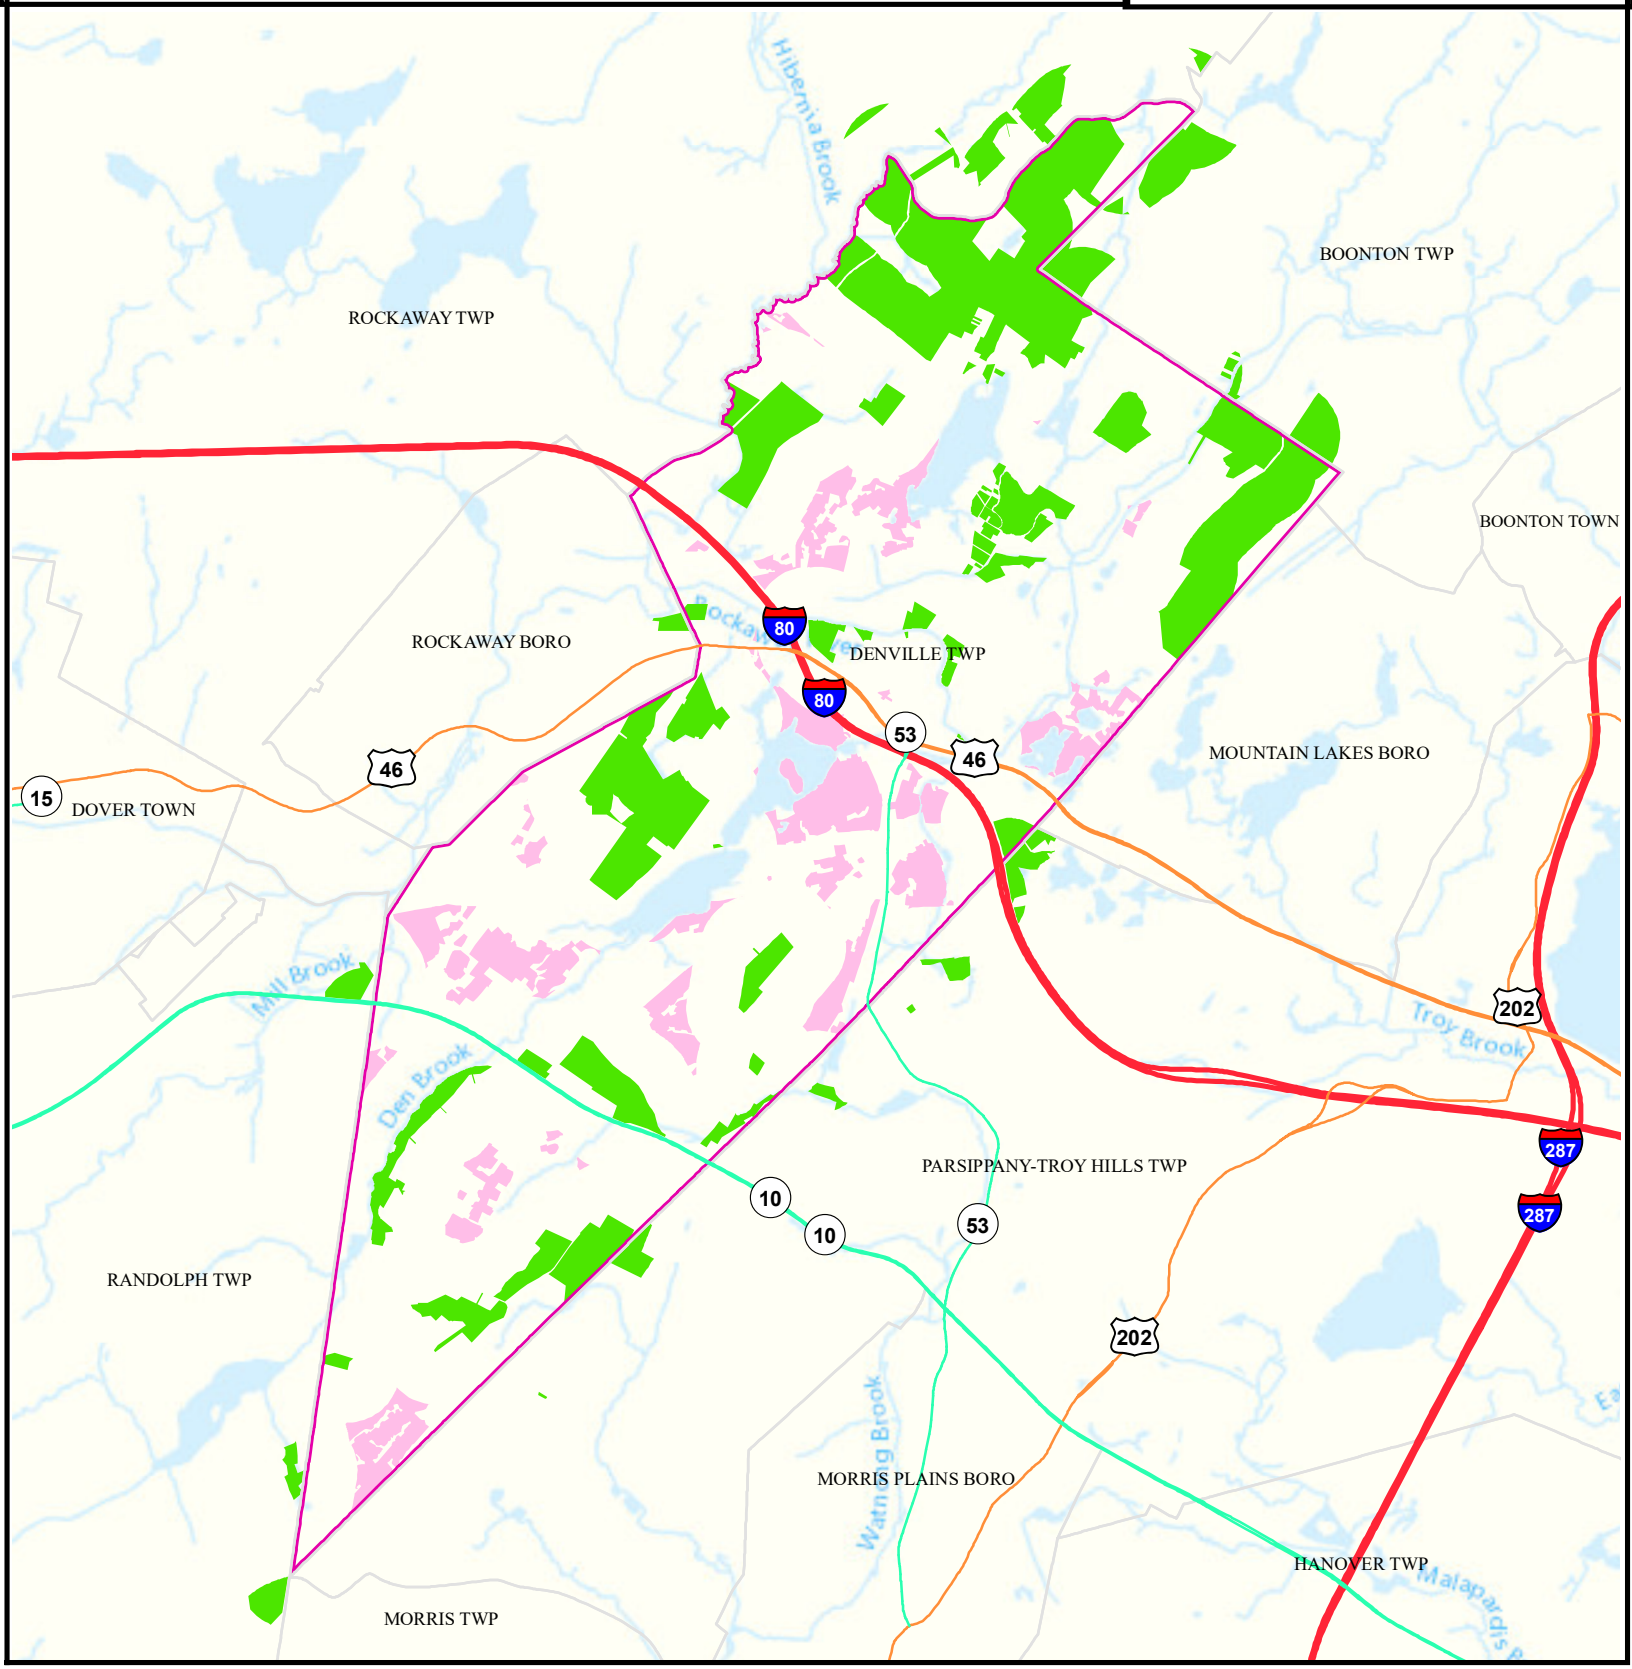 Hibernia Brook
BOONTON TWP
ROCKAWAY TWP
BOONTON TOWN
80
ROCKAWAY BORO
DENVILLE TWP
80
53
46
46
MOUNTAIN LAKES BORO
15
DOVER TOWN
Mill Brook
202
Troy Brook
Den Brook
287
PARSIPPANY-TROY HILLS TWP
10
287
53
10
RANDOLPH TWP
202
Watnong Brook
MORRIS PLAINS BORO
HANOVER TWP
Malapardis
MORRIS TWP